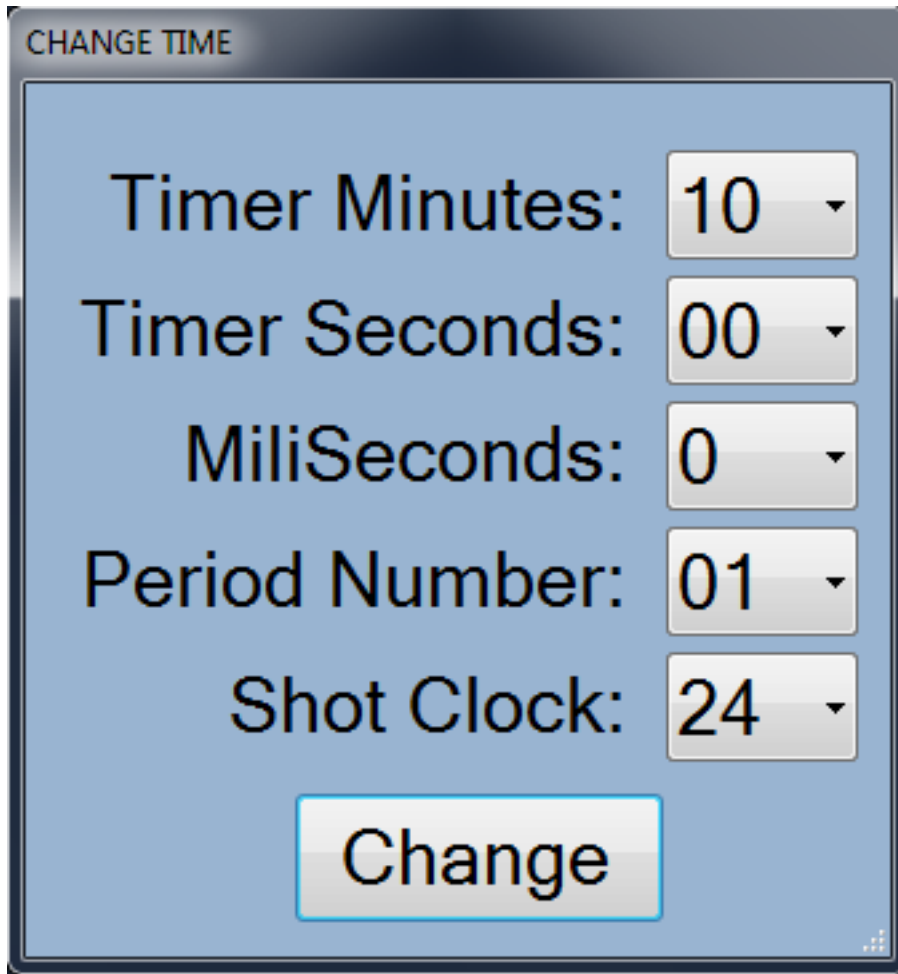 CHANGE TIME
Timer Minutes: 10
Timer Seconds: 00
MiliSeconds: 0
Period Number: 01
Shot Clock: 24
Change